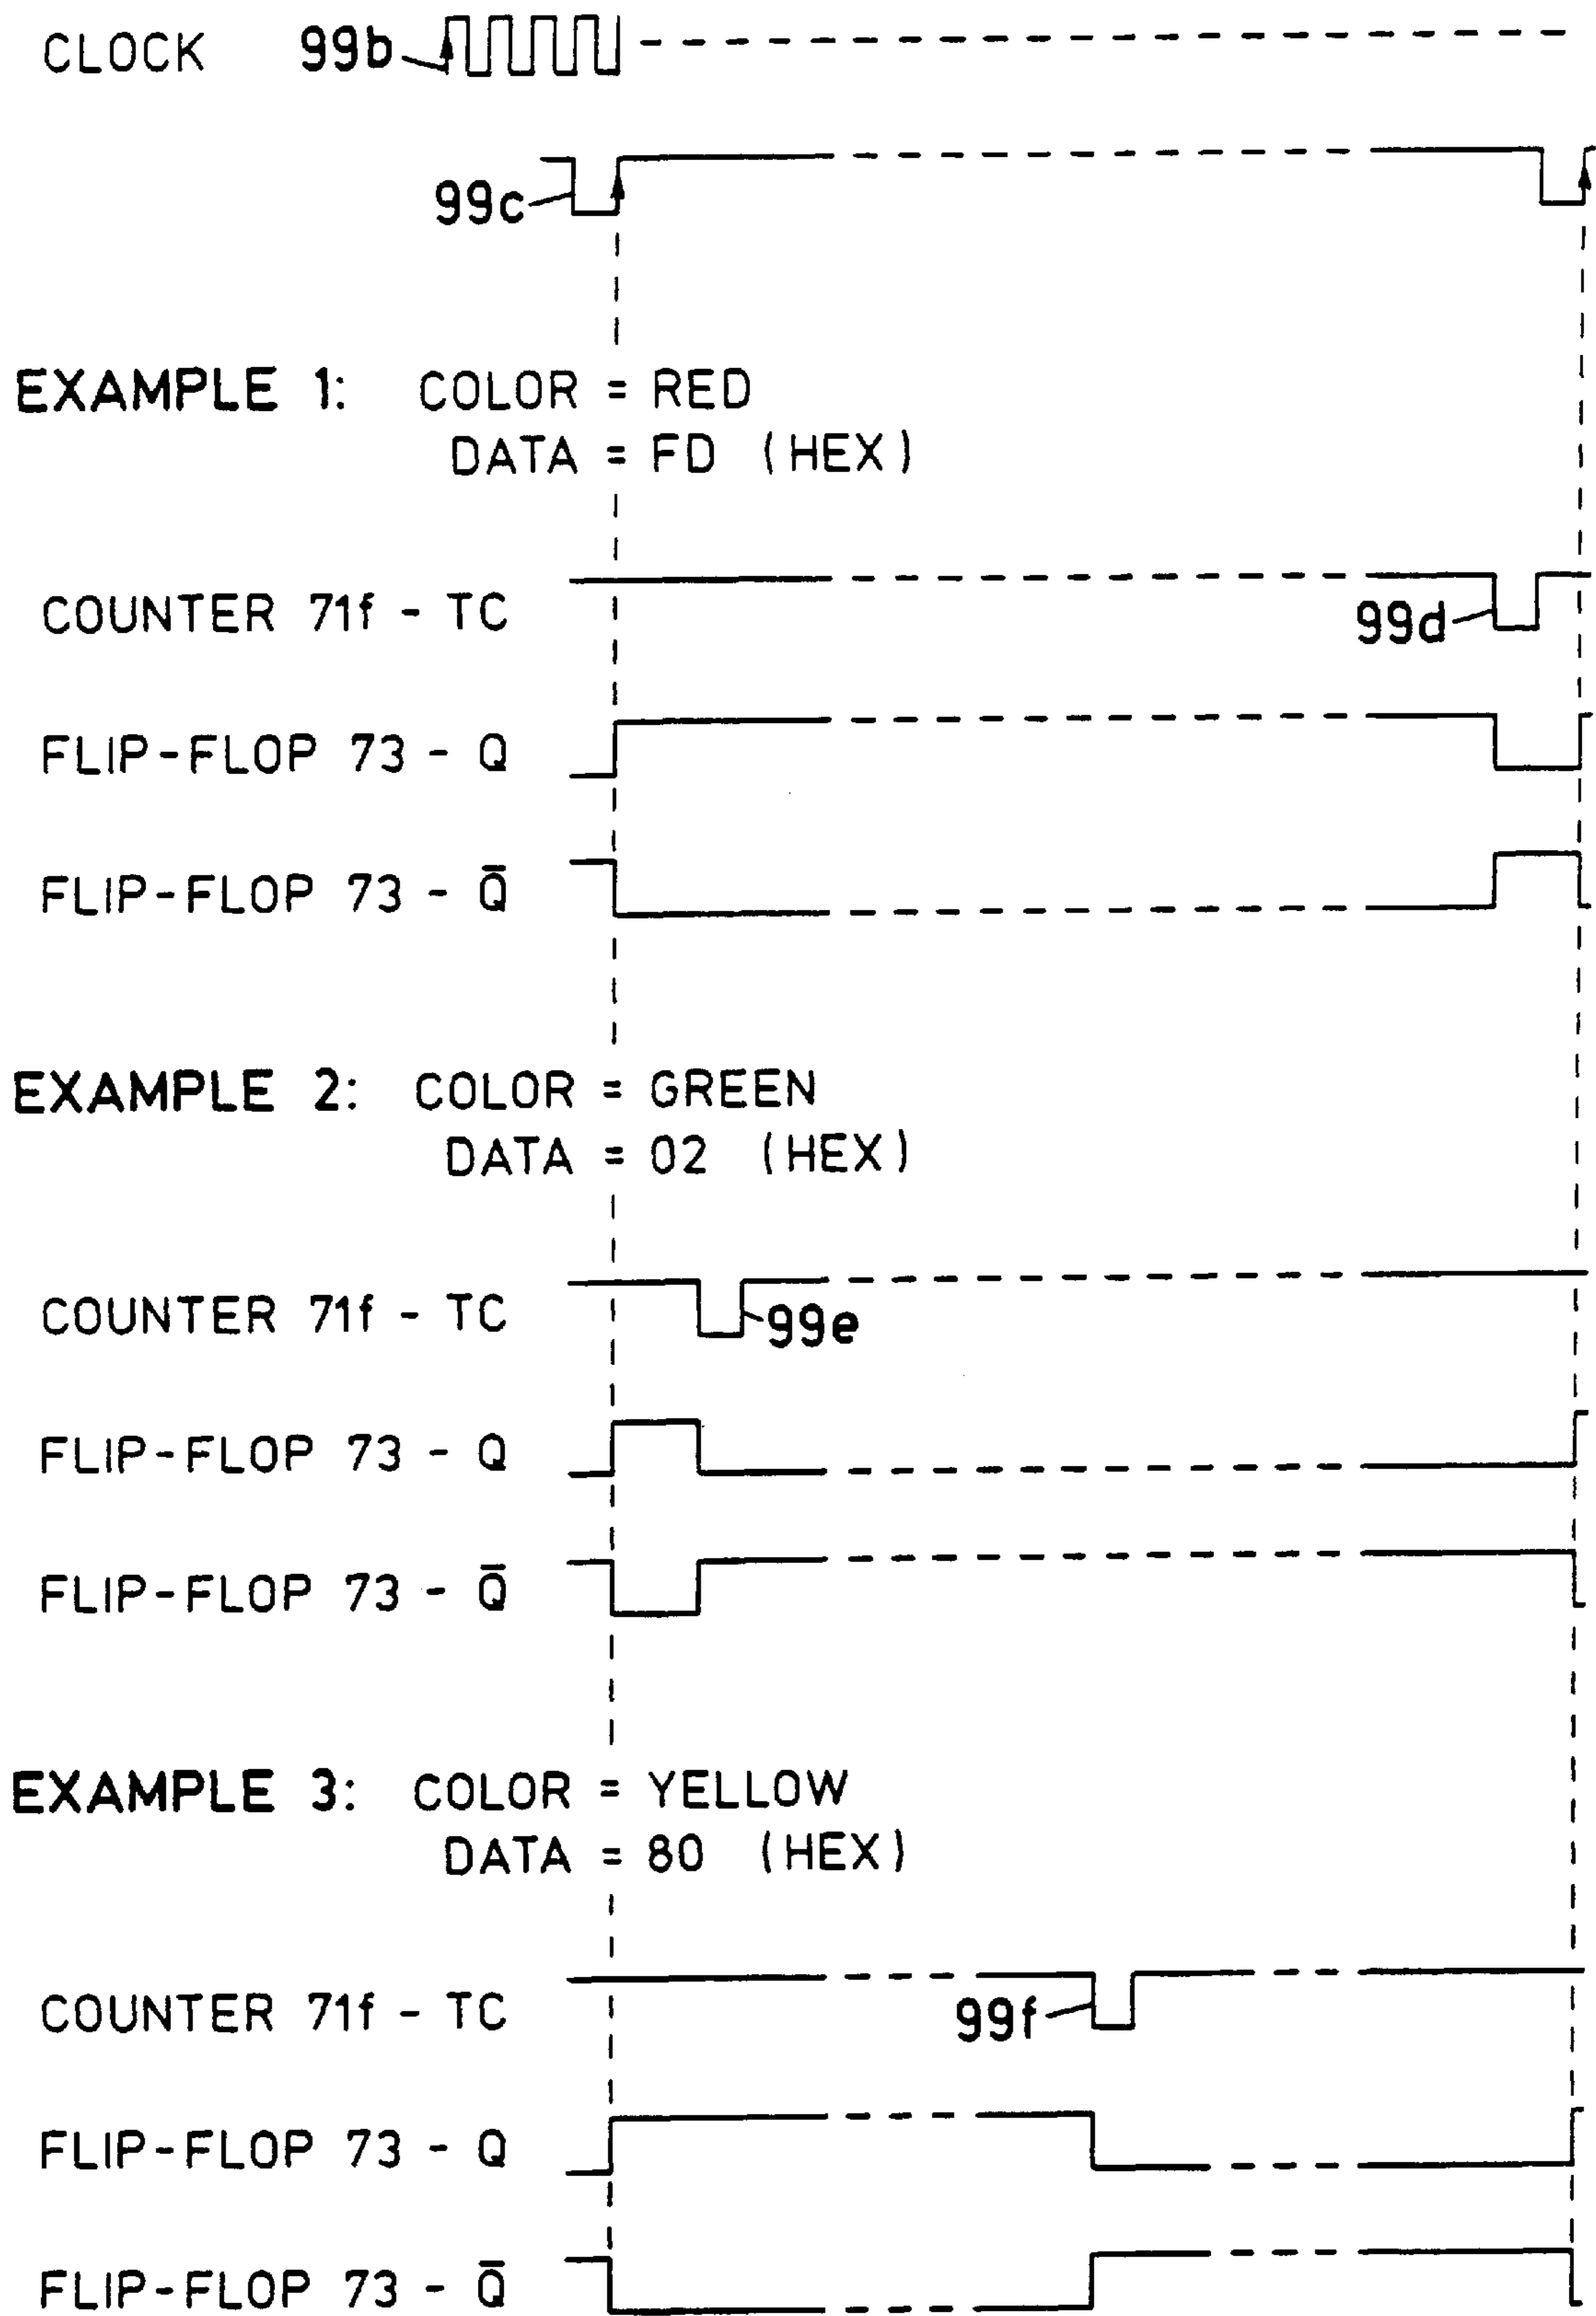 CLOCK 99b
99c
EXAMPLE 1: COLOR = RED
DATA = FD (HEX)
COUNTER 71f - TC
99d
FLIP-FLOP 73 - Q
FLIP-FLOP 73 - Q̅
EXAMPLE 2: COLOR = GREEN
DATA = 02 (HEX)
COUNTER 71f - TC
99e
FLIP-FLOP 73 - Q
FLIP-FLOP 73 - Q̅
EXAMPLE 3: COLOR = YELLOW
DATA = 80 (HEX)
COUNTER 71f - TC
99f
FLIP-FLOP 73 - Q
FLIP-FLOP 73 - Q̅